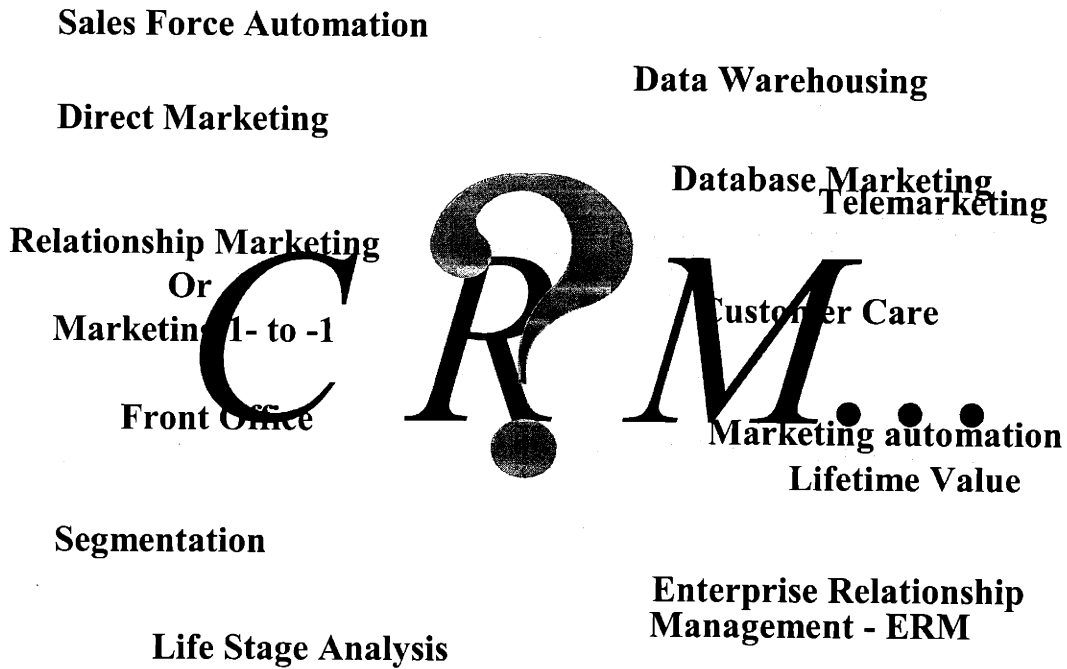 Sales Force Automation
Data Warehousing
Direct Marketing
Database Marketing
Telemarketing
Relationship Marketing
Or
Marketing 1- to -1
C R M...
?
Customer Care
Front Office
Marketing automation
Lifetime Value
Segmentation
Enterprise Relationship
Management - ERM
Life Stage Analysis